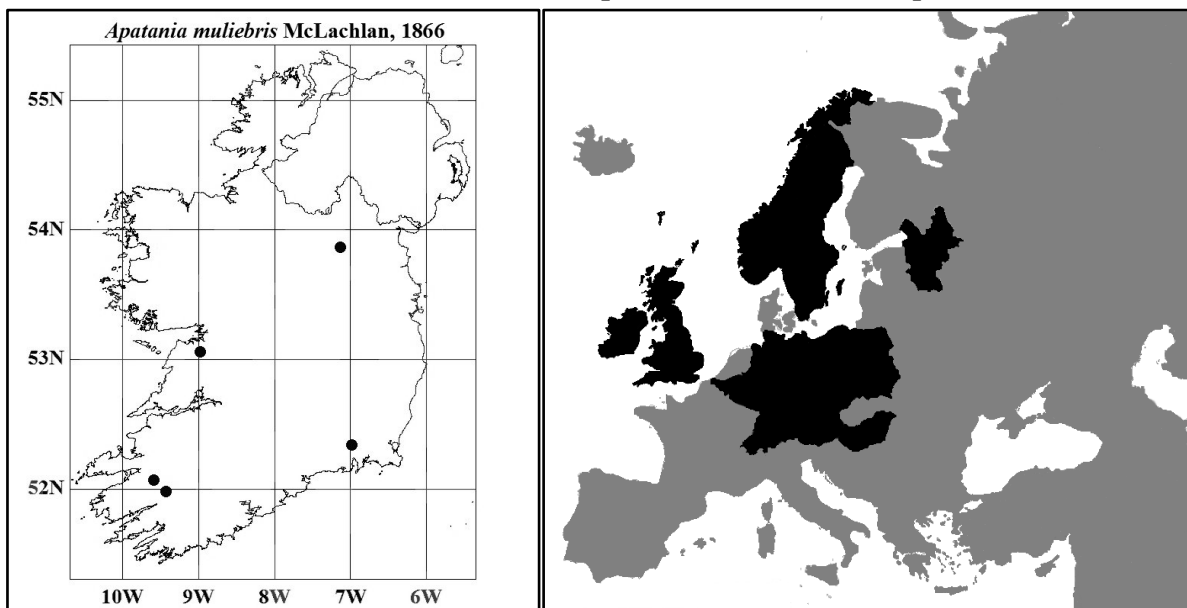 Apatania muliebris McLachlan, 1866
55N
54N
53N
52N
10W 9W 8W 7W 6W